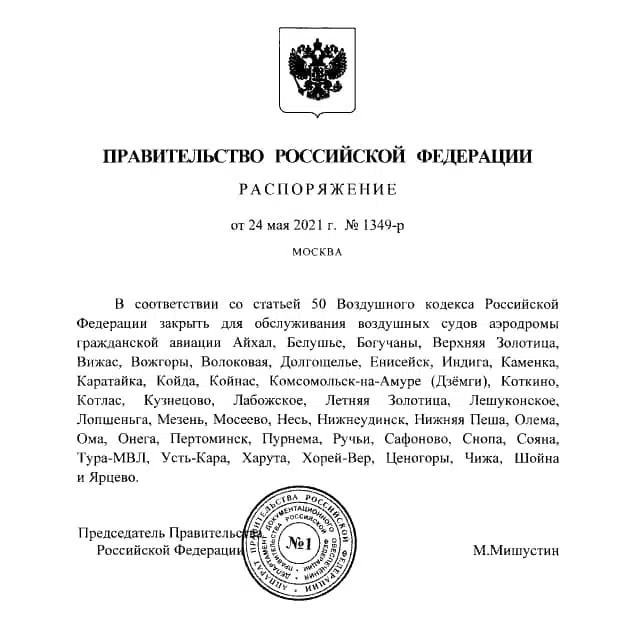 ПРАВИТЕЛЬСТВО РОССИЙСКОЙ ФЕДЕРАЦИИ
РАСПОРЯЖЕНИЕ
от 24 мая 2021 г. № 1349-р
МОСКВА
В соответствии со статьей 50 Воздушного кодекса Российской
Федерации закрыть для обслуживания воздушных судов аэродромы
гражданской авиации Айхал, Белушье, Богучаны, Верхняя Золотица,
Вижас, Вожгоры, Волоковая, Долгощелье, Енисейск, Индига, Каменка,
Каратайка, Койда, Койнас, Комсомольск-на-Амуре (Дзёмги), Коткино,
Котлас, Кузнецово, Лабожское, Летняя Золотица, Лешуконское,
Лопшеньга, Мезень, Мосеево, Несь, Нижнеудинск, Нижняя Пеша, Олема,
Ома, Онега, Пертоминск, Пурнема, Ручьи, Сафоново, Снопа, Сояна,
Тура-МВЛ, Усть-Кара, Харута, Хорей-Вер, Ценогоры, Чижа, Шойна
и Ярцево.
Председатель Правительства
Российской Федерации
М.Мишустин
АППАРАТ ПРАВИТЕЛЬСТВА РОССИЙСКОЙ ФЕДЕРАЦИИ
ДЕПАРТАМЕНТ ДОКУМЕНТАЦИОННОГО ОБЕСПЕЧЕНИЯ
ПРАВИТЕЛЬСТВА РОССИЙСКОЙ ФЕДЕРАЦИИ
№1